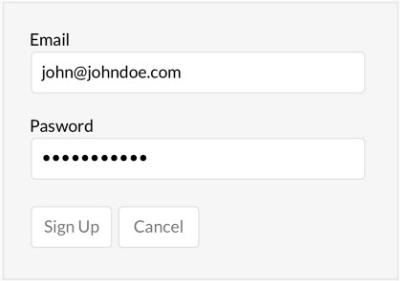 Email
john@johndoe.com
Pasword
•••••••••••
Sign Up Cancel